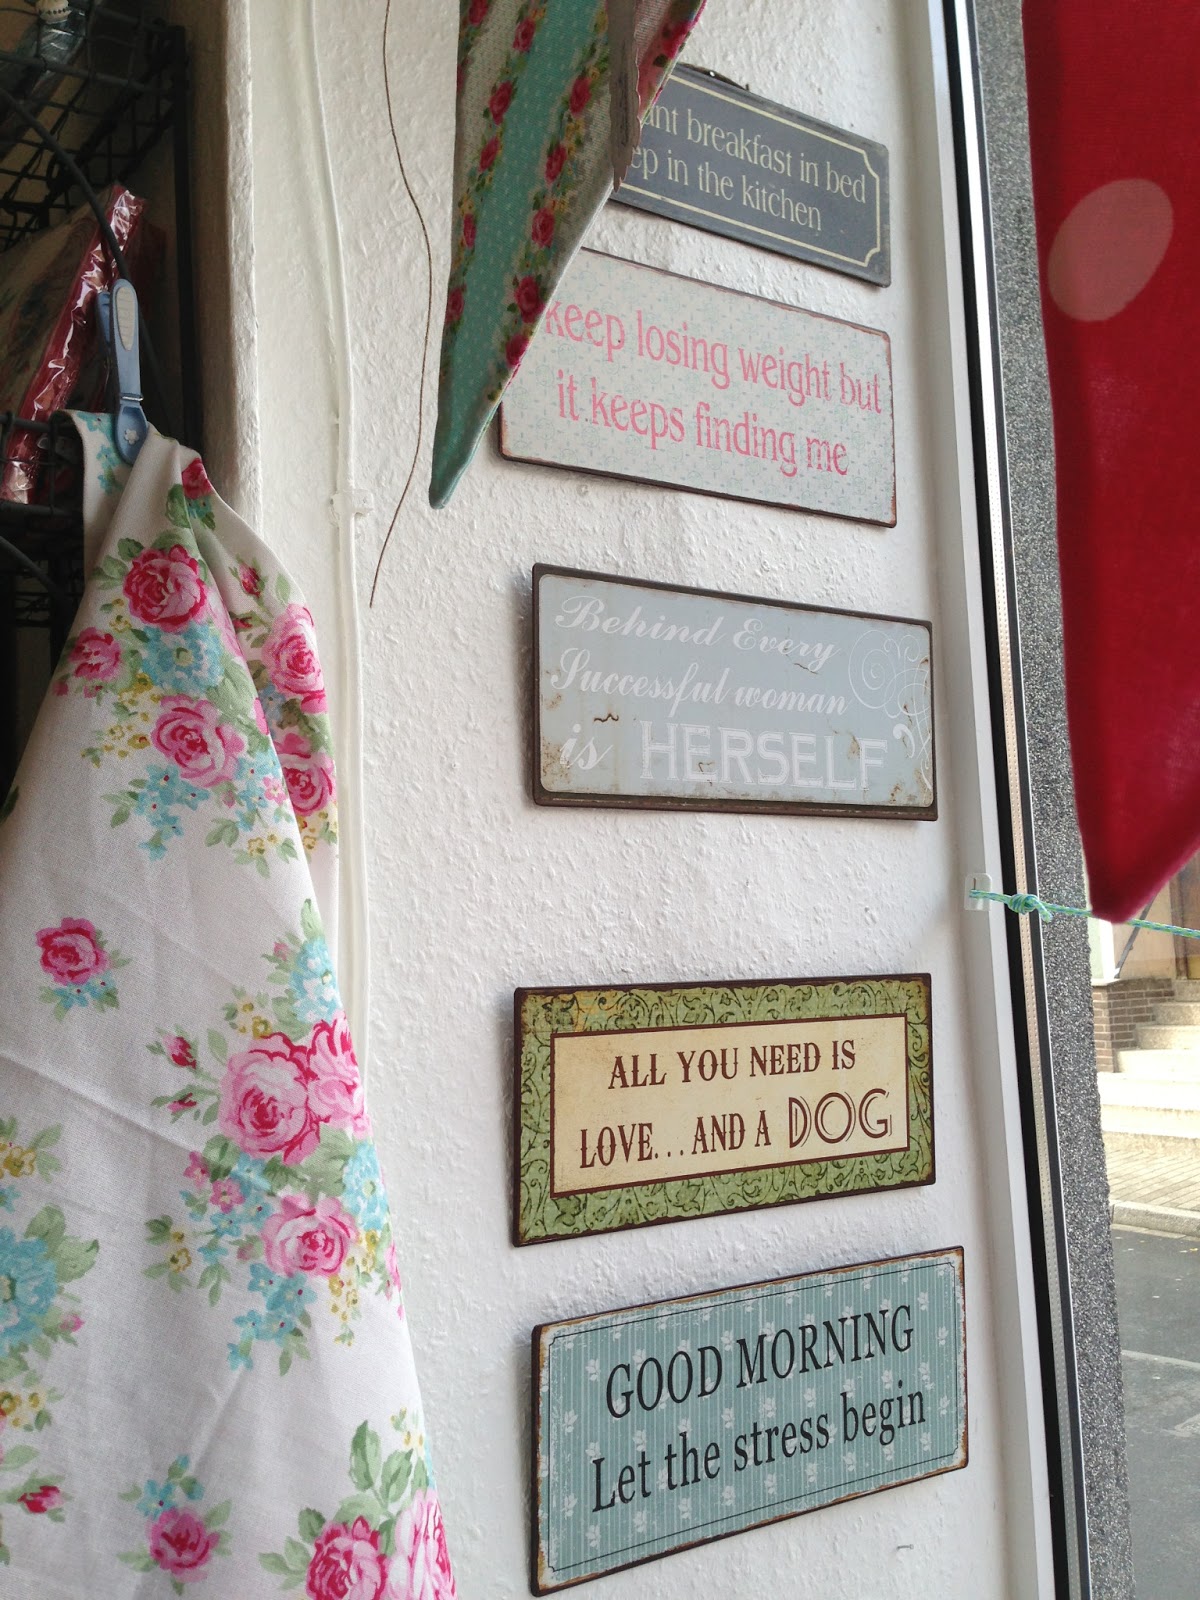 breakfast in bed
in the kitchen
keep losing weight but
it keeps finding me
Behind Every
Successful woman
is HERSELF
ALL YOU NEED IS
LOVE...AND A DOG
GOOD MORNING
Let the stress begin